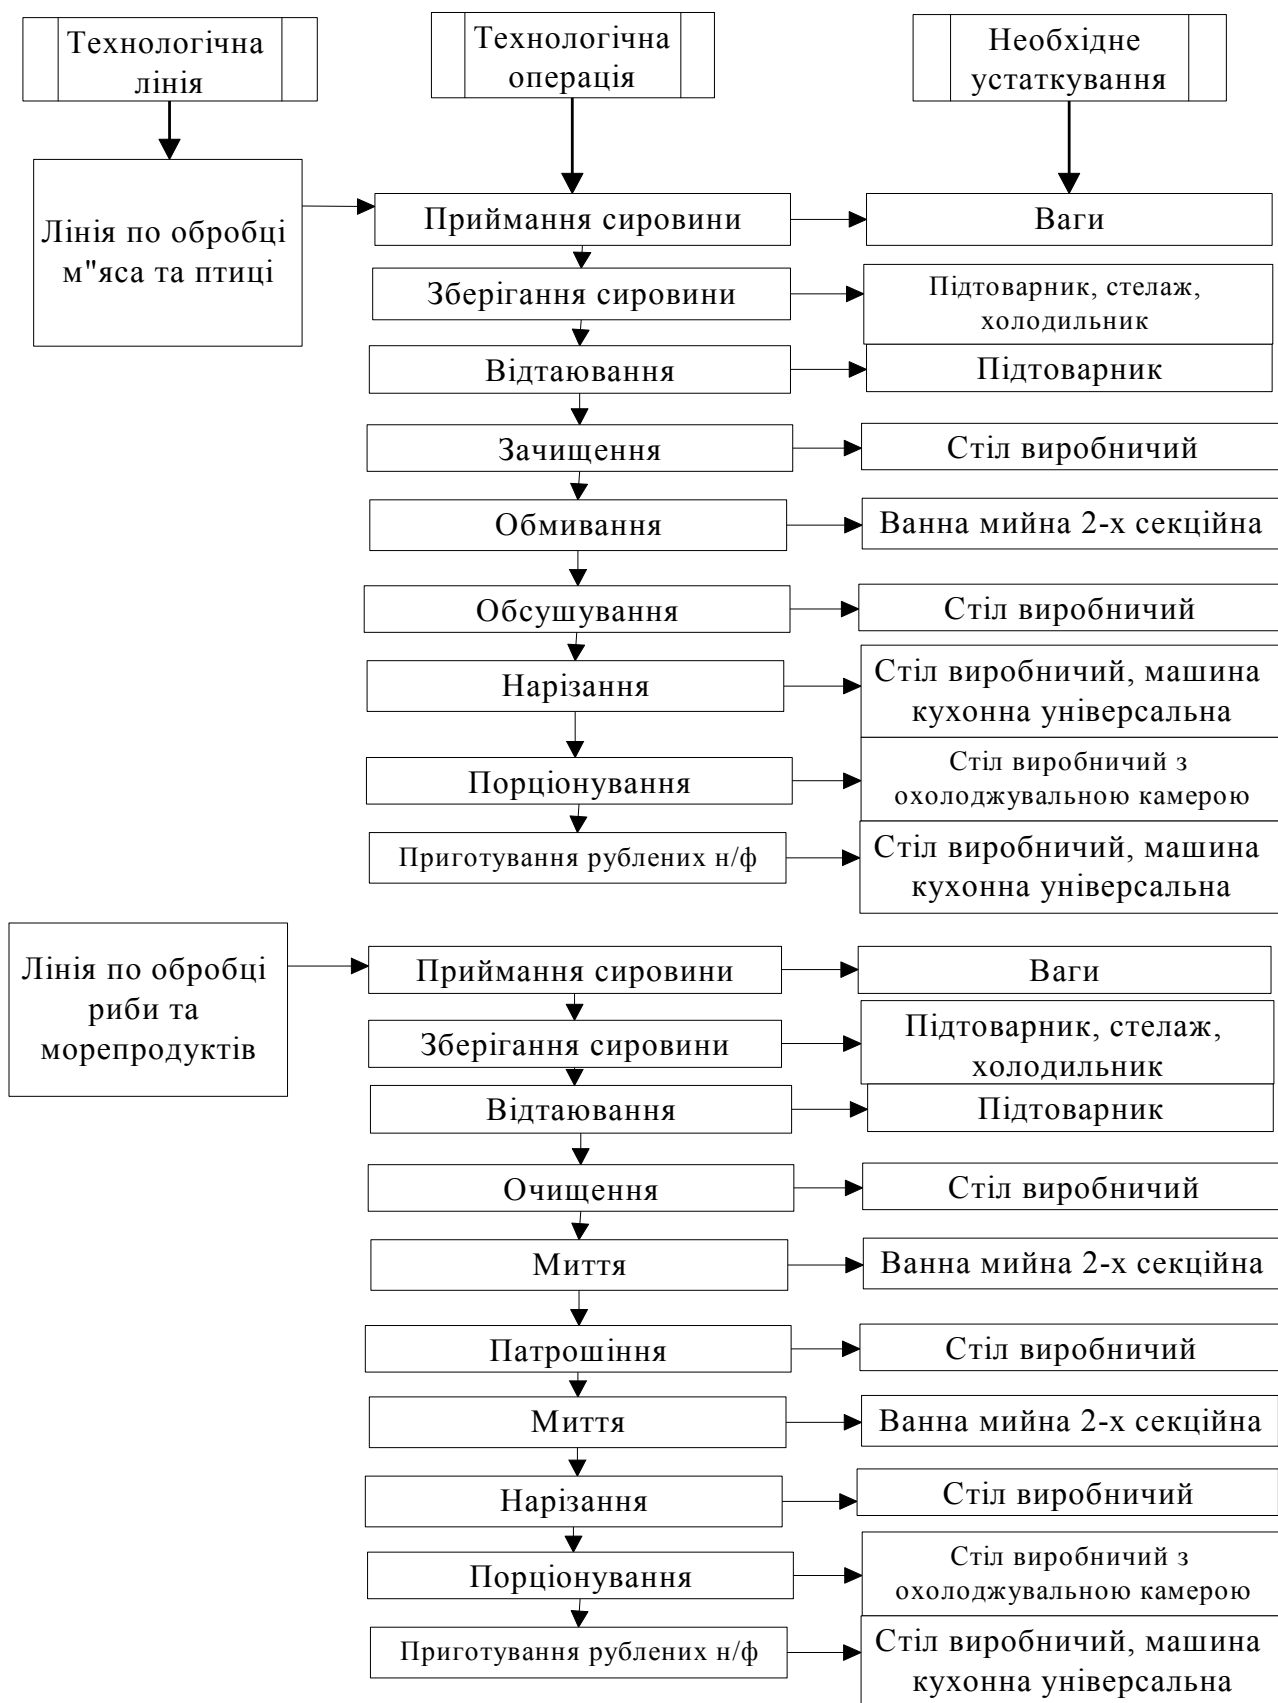 Технологічна
лінія
Технологічна
операція
Необхідне
устаткування
Лінія по обробці
м"яса та птиці
Приймання сировини
Ваги
Зберігання сировини
Підтоварник, стелаж,
холодильник
Відтаювання
Підтоварник
Зачищення
Стіл виробничий
Обмивання
Ванна мийна 2-х секційна
Обсушування
Стіл виробничий
Нарізання
Стіл виробничий, машина
кухонна універсальна
Порціонування
Стіл виробничий з
охолоджувальною камерою
Приготування рублених н/ф
Стіл виробничий, машина
кухонна універсальна
Лінія по обробці
риби та
морепродуктів
Приймання сировини
Ваги
Зберігання сировини
Підтоварник, стелаж,
холодильник
Відтаювання
Підтоварник
Очищення
Стіл виробничий
Миття
Ванна мийна 2-х секційна
Патрошіння
Стіл виробничий
Миття
Ванна мийна 2-х секційна
Нарізання
Стіл виробничий
Порціонування
Стіл виробничий з
охолоджувальною камерою
Приготування рублених н/ф
Стіл виробничий, машина
кухонна універсальна